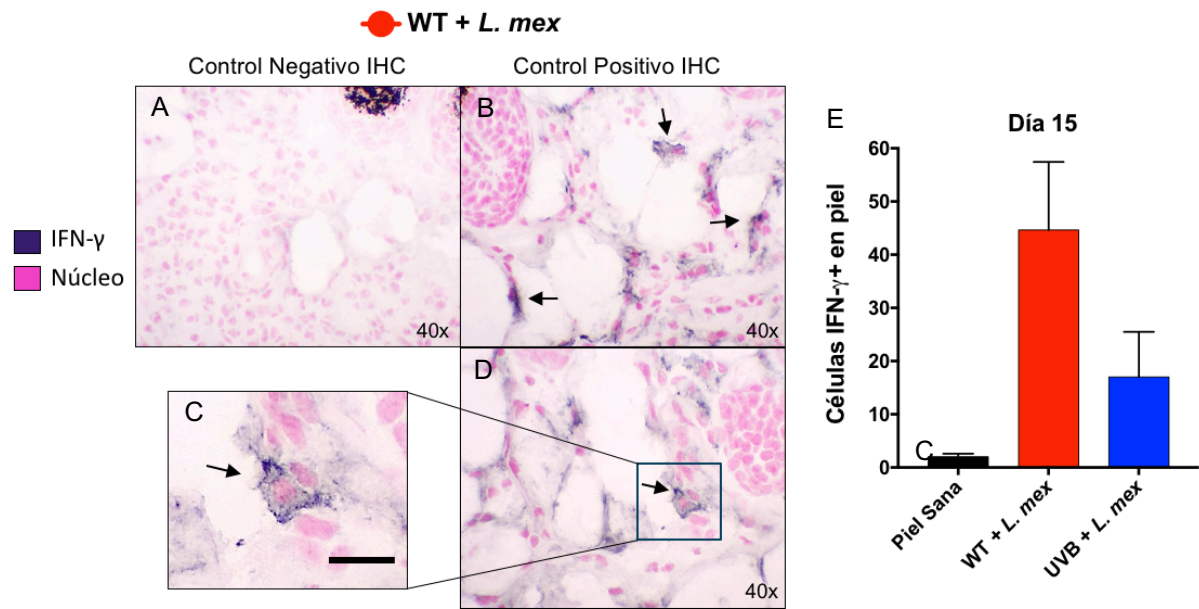 WT + L. mex
Control Negativo IHC
Control Positivo IHC
A
40x
B
40x
IFN-γ
Núcleo
C
D
40x
E
Día 15
Células IFN-γ+ en piel
60
50
40
30
20
10
0
C
Piel Sana
WT + L. mex
UVB + L. mex